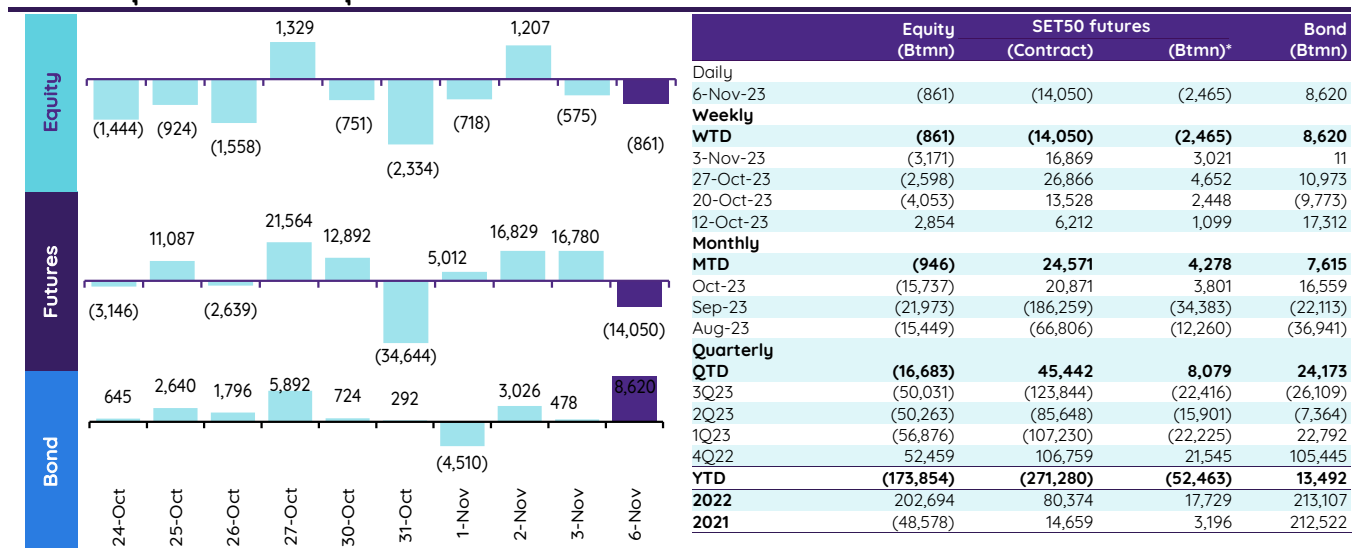 Equity
1,329
1,207
(1,444)
(924)
(1,558)
(751)
(2,334)
(718)
(575)
(861)
Futures
(3,146)
11,087
(2,639)
21,564
12,892
(34,644)
5,012
16,829
16,780
(14,050)
Bond
645
2,640
1,796
5,892
724
292
(4,510)
3,026
478
8,620
24-Oct
25-Oct
26-Oct
27-Oct
30-Oct
31-Oct
1-Nov
2-Nov
3-Nov
6-Nov
Equity SET50 futures Bond
(Btmn) (Contract) (Btmn)* (Btmn)
Daily
6-Nov-23 (861) (14,050) (2,465) 8,620
Weekly
WTD (861) (14,050) (2,465) 8,620
3-Nov-23 (3,171) 16,869 3,021 11
27-Oct-23 (2,598) 26,866 4,652 10,973
20-Oct-23 (4,053) 13,528 2,448 (9,773)
12-Oct-23 2,854 6,212 1,099 17,312
Monthly
MTD (946) 24,571 4,278 7,615
Oct-23 (15,737) 20,871 3,801 16,559
Sep-23 (21,973) (186,259) (34,383) (22,113)
Aug-23 (15,449) (66,806) (12,260) (36,941)
Quarterly
QTD (16,683) 45,442 8,079 24,173
3Q23 (50,031) (123,844) (22,416) (26,109)
2Q23 (50,263) (85,648) (15,901) (7,364)
1Q23 (56,876) (107,230) (22,225) 22,792
4Q22 52,459 106,759 21,545 105,445
YTD (173,854) (271,280) (52,463) 13,492
2022 202,694 80,374 17,729 213,107
2021 (48,578) 14,659 3,196 212,522